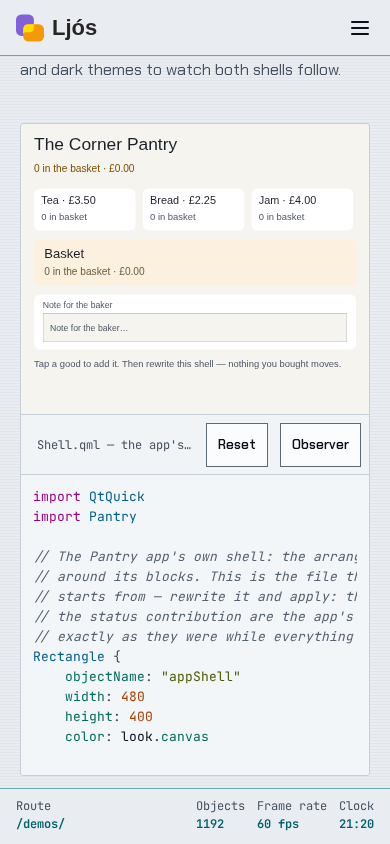 Ljós
and dark themes to watch both shells follow.
The Corner Pantry
0 in the basket · £0.00
Tea · £3.50
0 in basket
Bread · £2.25
0 in basket
Jam · £4.00
0 in basket
Basket
0 in the basket · £0.00
Note for the baker
Note for the baker…
Tap a good to add it. Then rewrite this shell — nothing you bought moves.
Shell.qml — the app's…
Reset
Observer
import QtQuick
import Pantry
// The Pantry app's own shell: the arrang
// around its blocks. This is the file th
// starts from — rewrite it and apply: th
// the status contribution are the app's
// exactly as they were while everything
Rectangle {
objectName: "appShell"
width: 480
height: 400
color: look.canvas
Route
/demos/
Objects
1192
Frame rate
60 fps
Clock
21:20